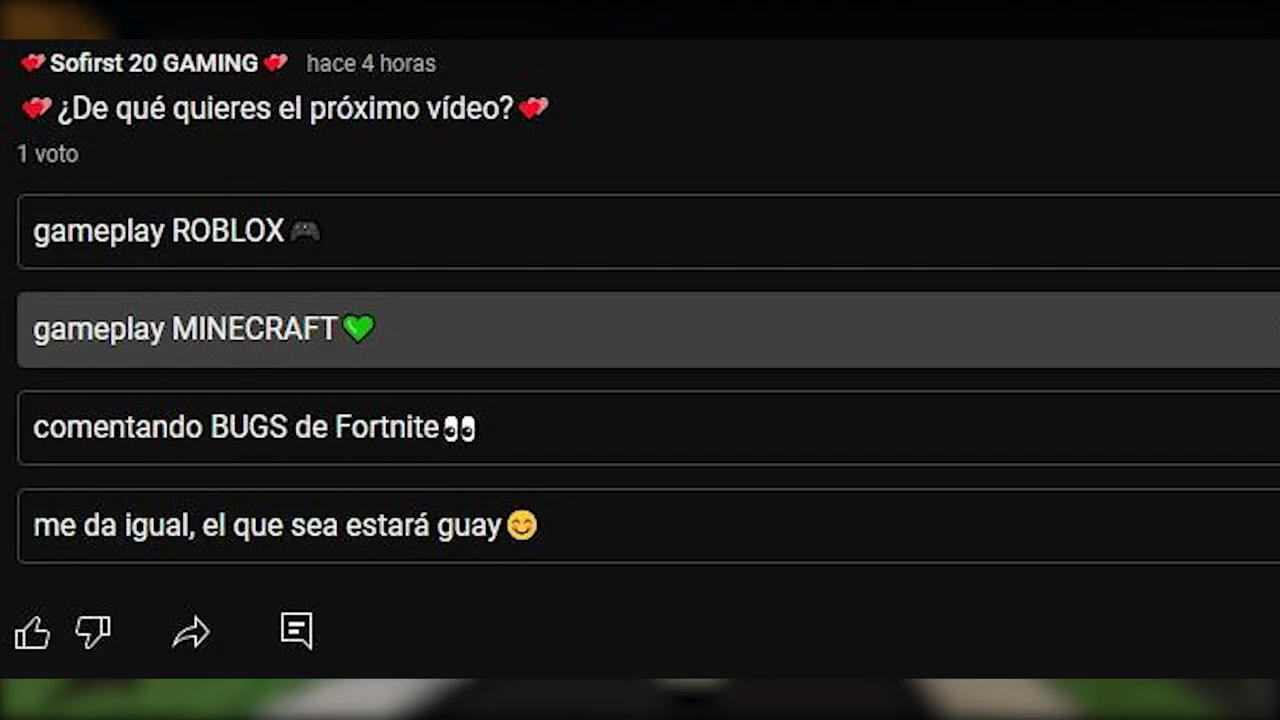 💕Sofirst 20 GAMING💕 hace 4 horas
💕¿De qué quieres el próximo vídeo?💕
1 voto
gameplay ROBLOX🎮
gameplay MINECRAFT💚
comentando BUGS de Fortnite👀
me da igual, el que sea estará guay😊